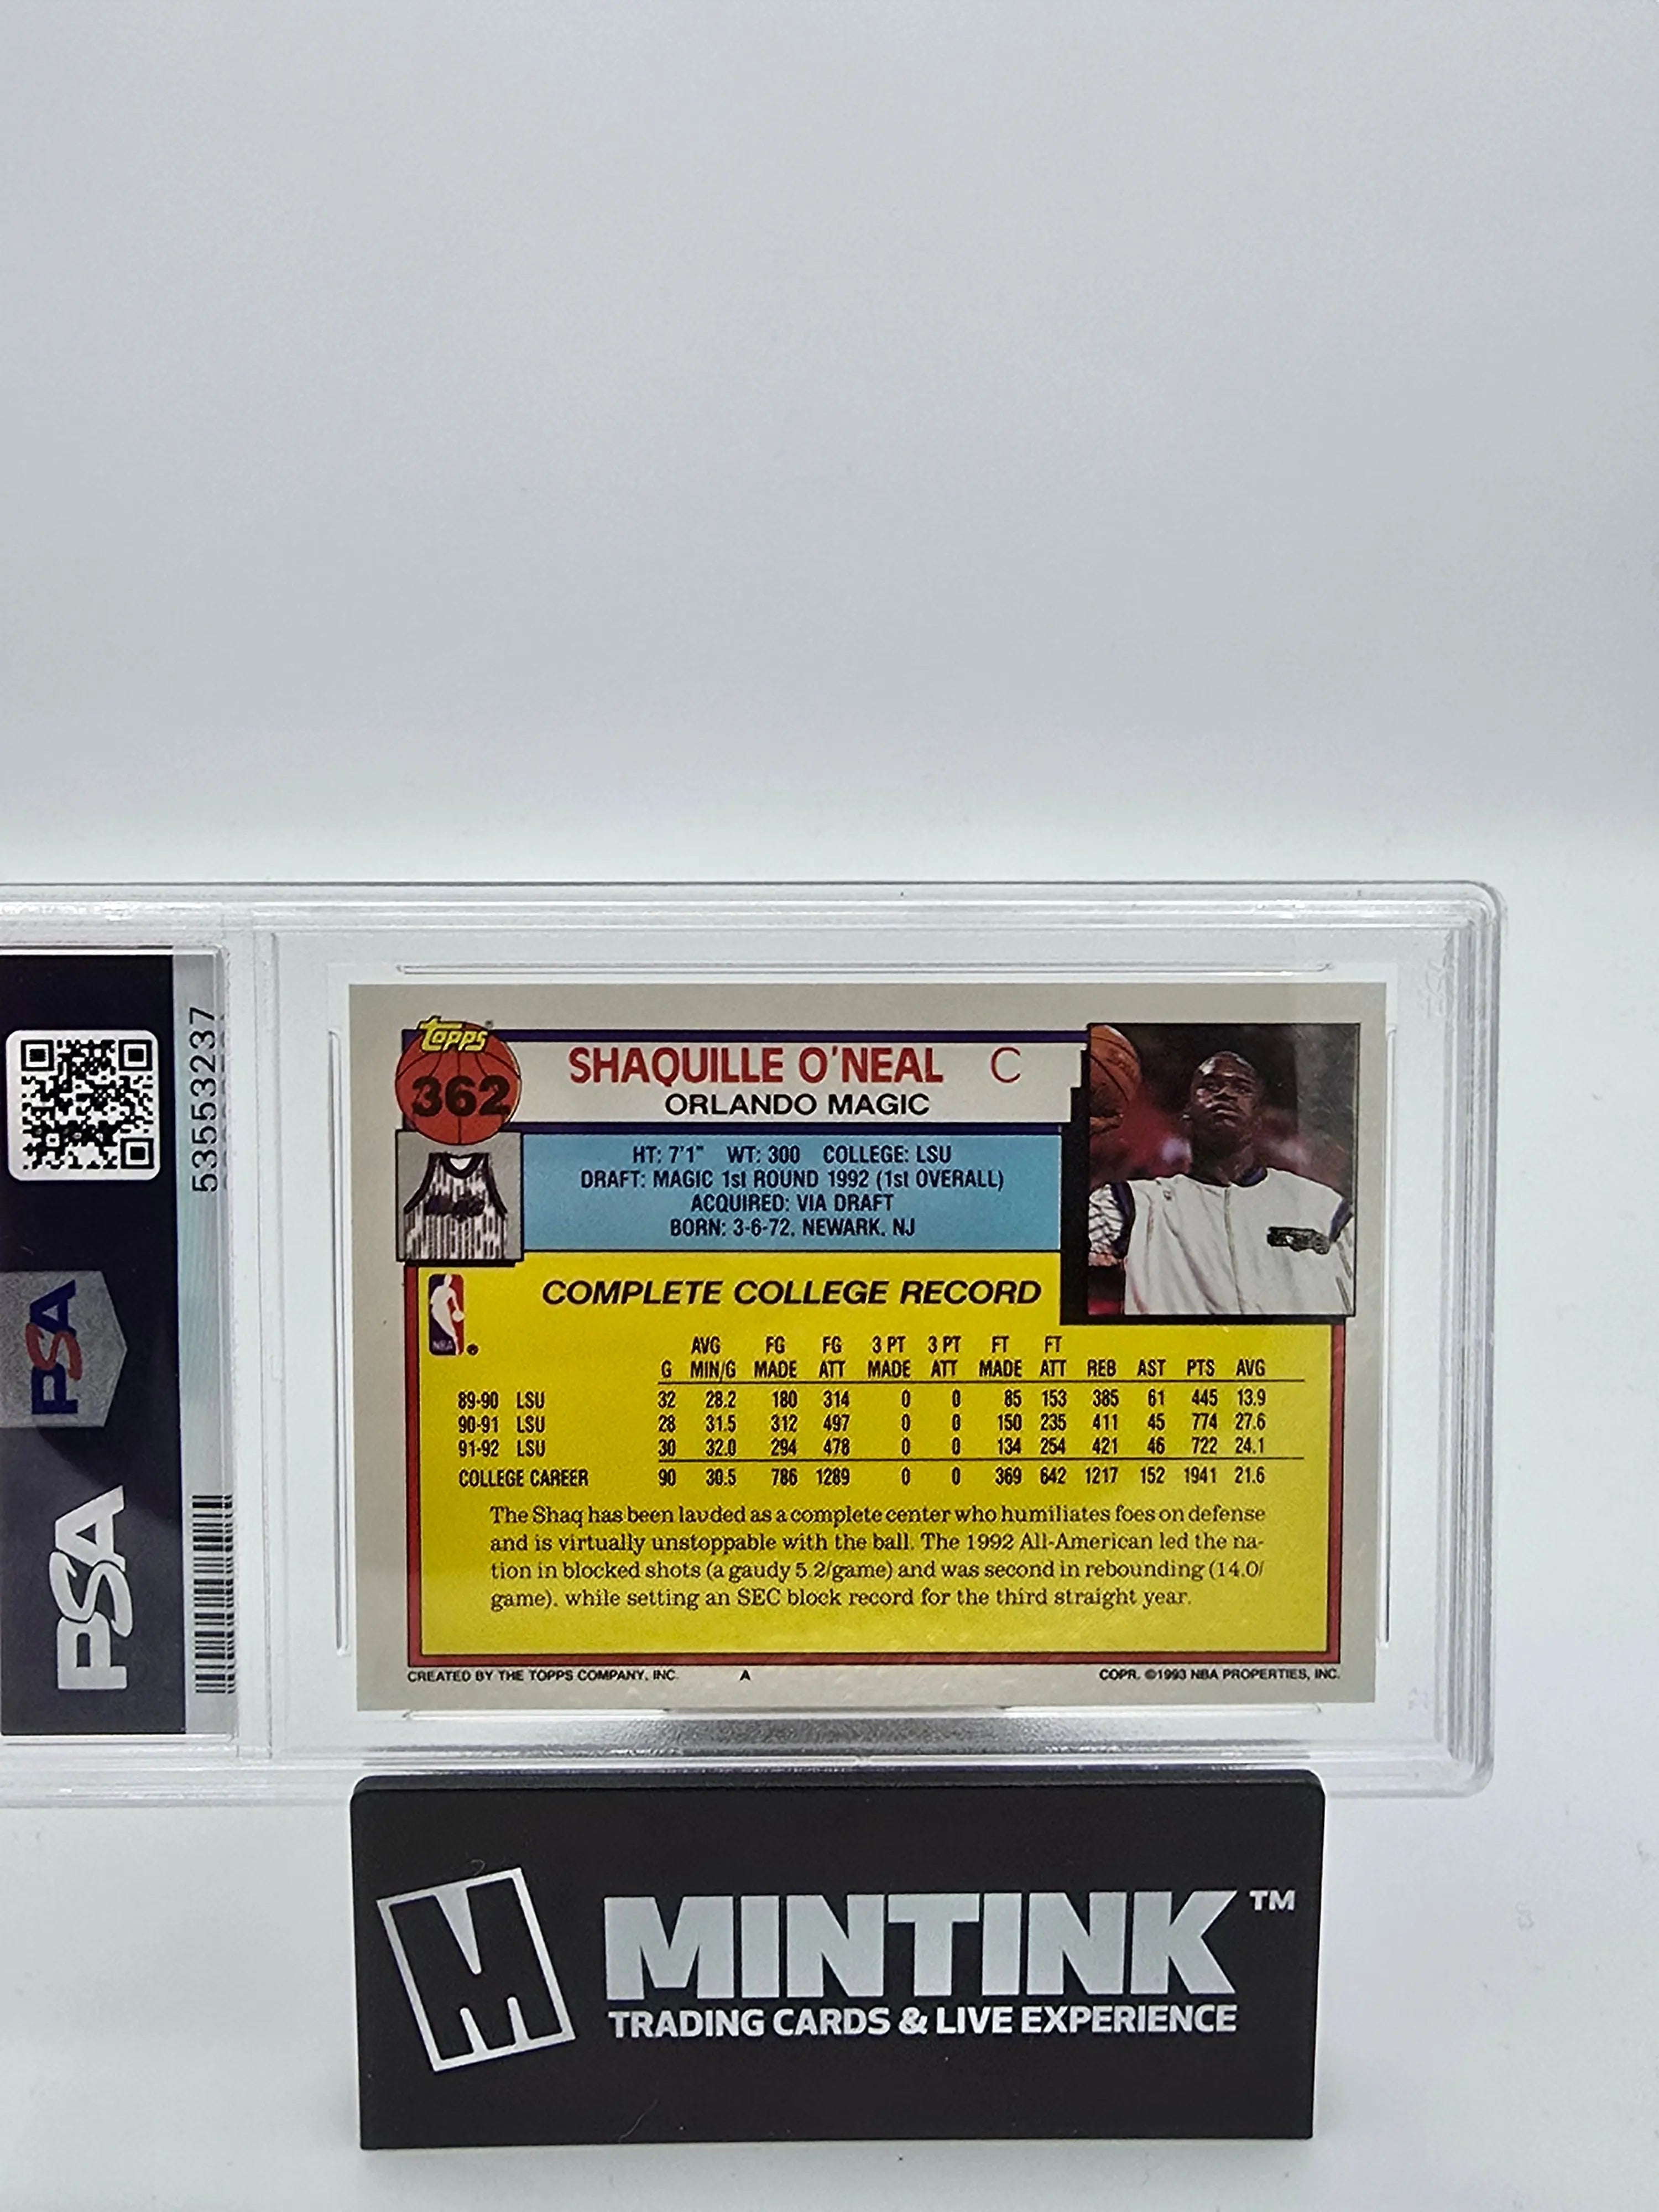 53553237
PSA
PSA
Topps
362
SHAQUILLE O'NEAL C
ORLANDO MAGIC
HT: 7'1" WT: 300 COLLEGE: LSU
DRAFT: MAGIC 1st ROUND 1992 (1st OVERALL)
ACQUIRED: VIA DRAFT
BORN: 3-6-72, NEWARK, NJ
NBA ®
COMPLETE COLLEGE RECORD
AVG FG FG 3 PT 3 PT FT FT
G MIN/G MADE ATT MADE ATT MADE ATT REB AST PTS AVG
89-90 LSU 32 28.2 180 314 0 0 85 153 385 61 445 13.9
90-91 LSU 28 31.5 312 497 0 0 150 235 411 45 774 27.6
91-92 LSU 30 32.0 294 478 0 0 134 254 421 46 722 24.1
COLLEGE CAREER 90 30.5 786 1289 0 0 369 642 1217 152 1941 21.6
The Shaq has been lauded as a complete center who humiliates foes on defense
and is virtually unstoppable with the ball. The 1992 All-American led the na-
tion in blocked shots (a gaudy 5.2/game) and was second in rebounding (14.0/
game), while setting an SEC block record for the third straight year.
CREATED BY THE TOPPS COMPANY, INC. A COPR. ©1993 NBA PROPERTIES, INC.
M MINTINK™
TRADING CARDS & LIVE EXPERIENCE